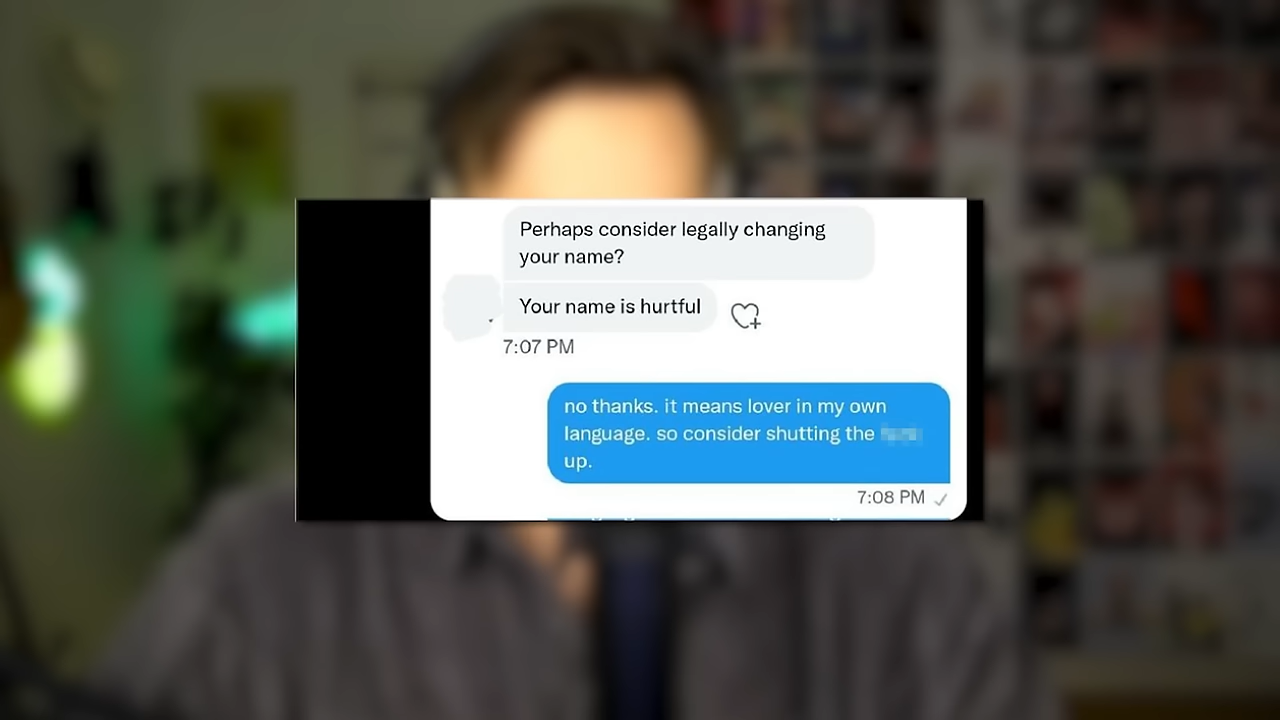 Perhaps consider legally changing
your name?
Your name is hurtful
7:07 PM
no thanks. it means lover in my own
language. so consider shutting the
up.
7:08 PM